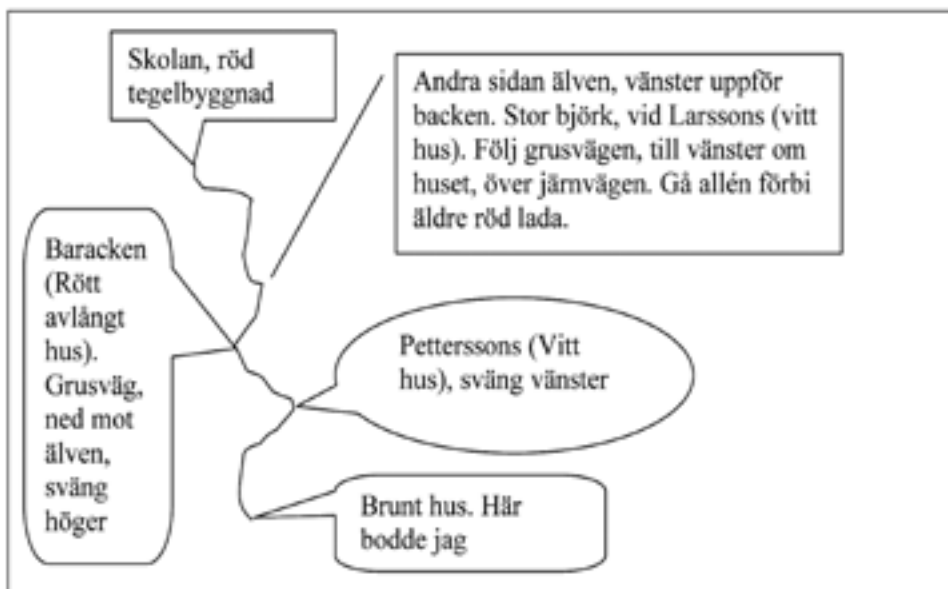 Skolan, röd
tegelbyggnad
Andra sidan älven, vänster uppför
backen. Stor björk, vid Larssons (vitt
hus). Följ grusvägen, till vänster om
huset, över järnvägen. Gå allén förbi
äldre röd lada.
Baracken
(Rött
avlångt
hus).
Grusväg,
ned mot
älven,
sväng
höger
Petterssons (Vitt
hus), sväng vänster
Brunt hus. Här
bodde jag